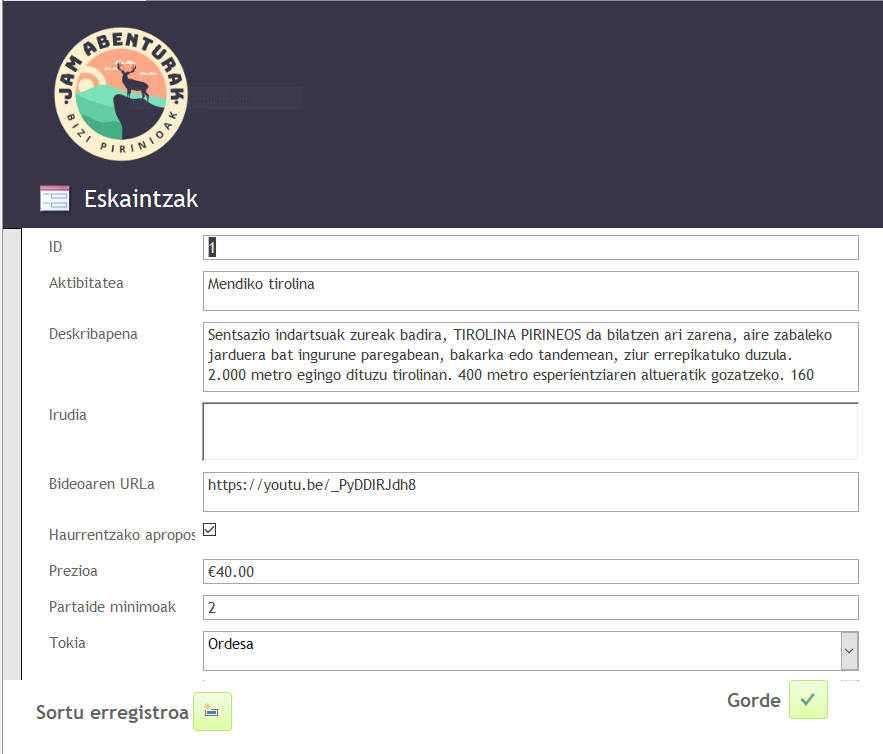 JAM ABENTURAK
BIZI PIRINIOAK
Eskaintzak
ID 1
Aktibitatea Mendiko tirolina
Deskribapena Sentsazio indartsuak zureak badira, TIROLINA PIRINEOS da bilatzen ari zarena, aire zabaleko
jarduera bat ingurune paregabean, bakarka edo tandemean, ziur errepikatuko duzula.
2.000 metro egingo dituzu tirolinan. 400 metro esperientziaren altueratik gozatzeko. 160
Irudia
Bideoaren URLa https://youtu.be/_PyDDIRJdh8
Haurrentzako apropos
Prezioa €40.00
Partaide minimoak 2
Tokia Ordesa
Sortu erregistroa
Gorde